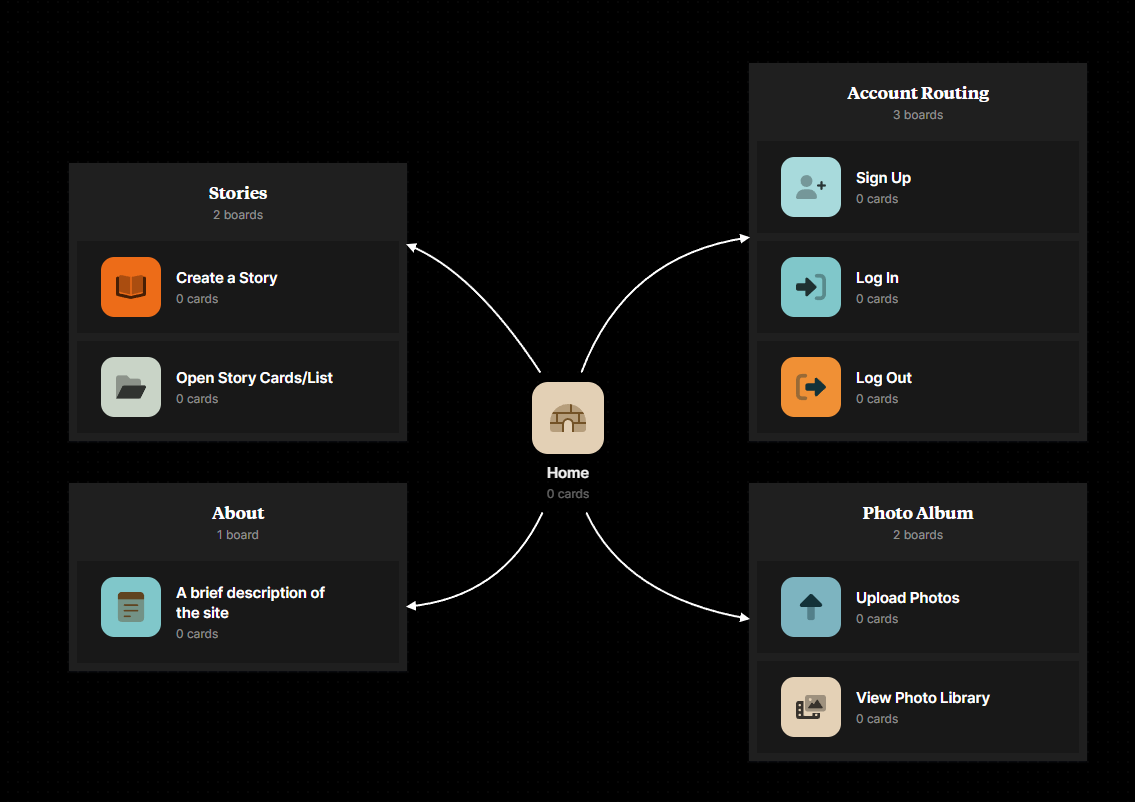 Stories
2 boards
Create a Story
0 cards
Open Story Cards/List
0 cards
Account Routing
3 boards
Sign Up
0 cards
Log In
0 cards
Log Out
0 cards
Home
0 cards
About
1 board
A brief description of
the site
0 cards
Photo Album
2 boards
Upload Photos
0 cards
View Photo Library
0 cards